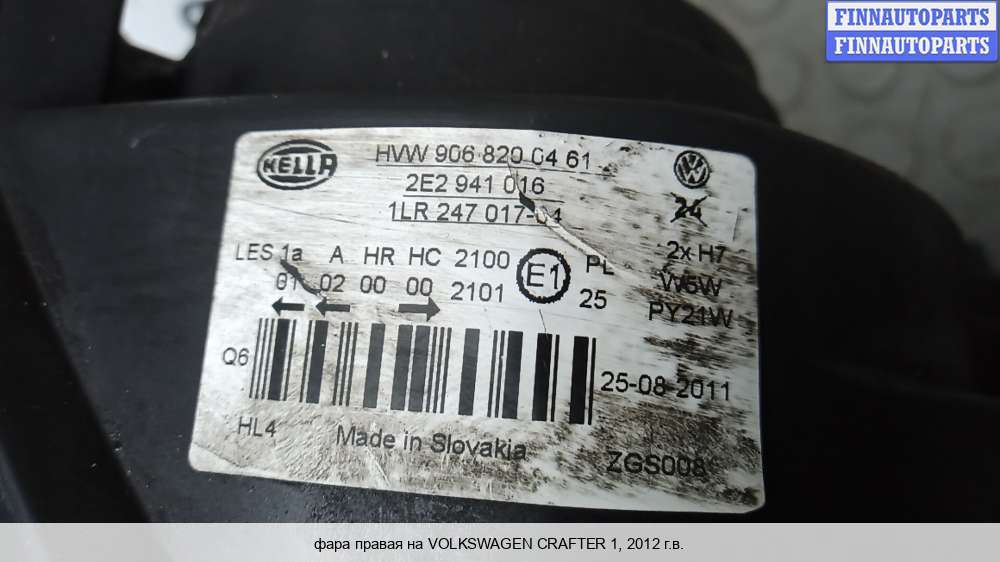 FINNAUTOPARTS
FINNAUTOPARTS
HELLA
HVW 906 820 04 61
2E2 941 016
1LR 247 017-04
VW
24
LES 1a A HR HC 2100
01 02 00 00 2101
E1
PL
25
2x H7
W5W
PY21W
Q6
25-08-2011
HL4
Made in Slovakia
ZGS008
фара правая на VOLKSWAGEN CRAFTER 1, 2012 г.в.